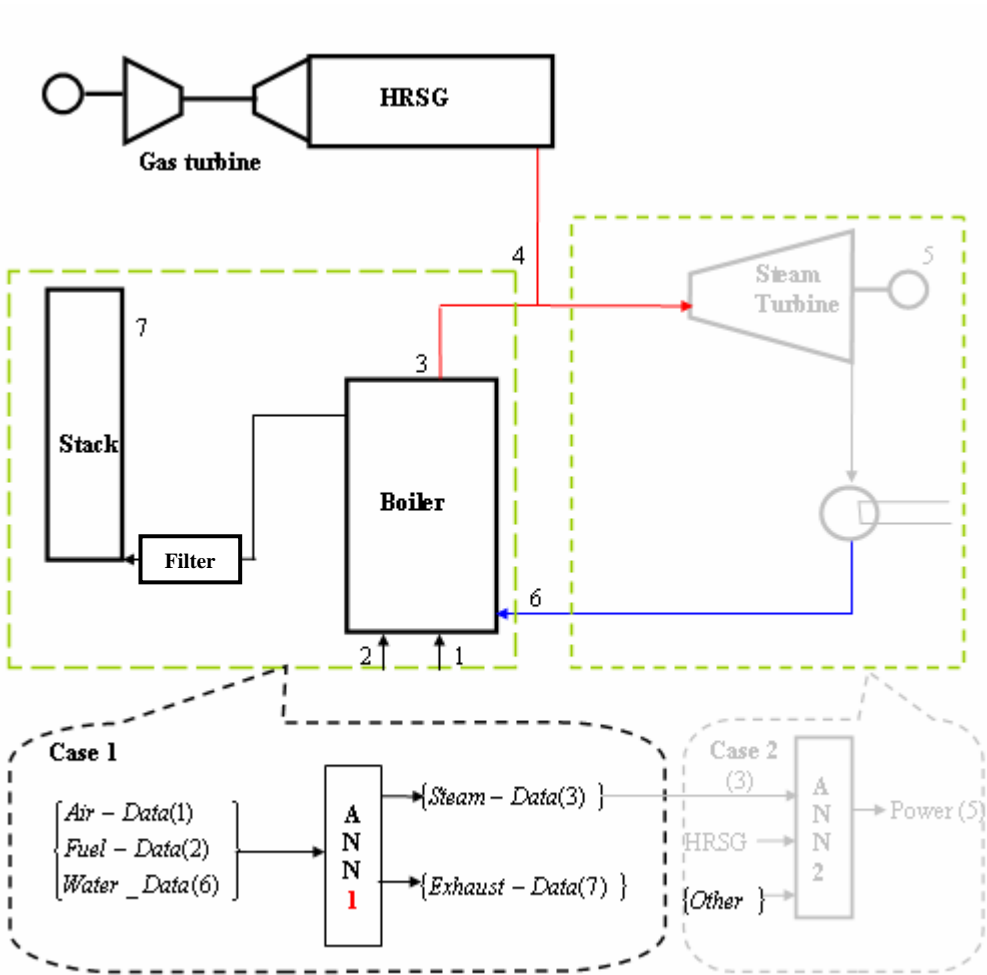 HRSG
Gas turbine
4
5
Steam
Turbine
7
3
Stack
Boiler
Filter
6
2
1
Case 1
{Air – Data(1)
Fuel – Data(2)
Water _ Data(6)}
A
N
N
1
{Steam – Data(3) }
{Exhaust – Data(7) }
Case 2
(3)
HRSG
{Other }
A
N
N
2
Power (5)